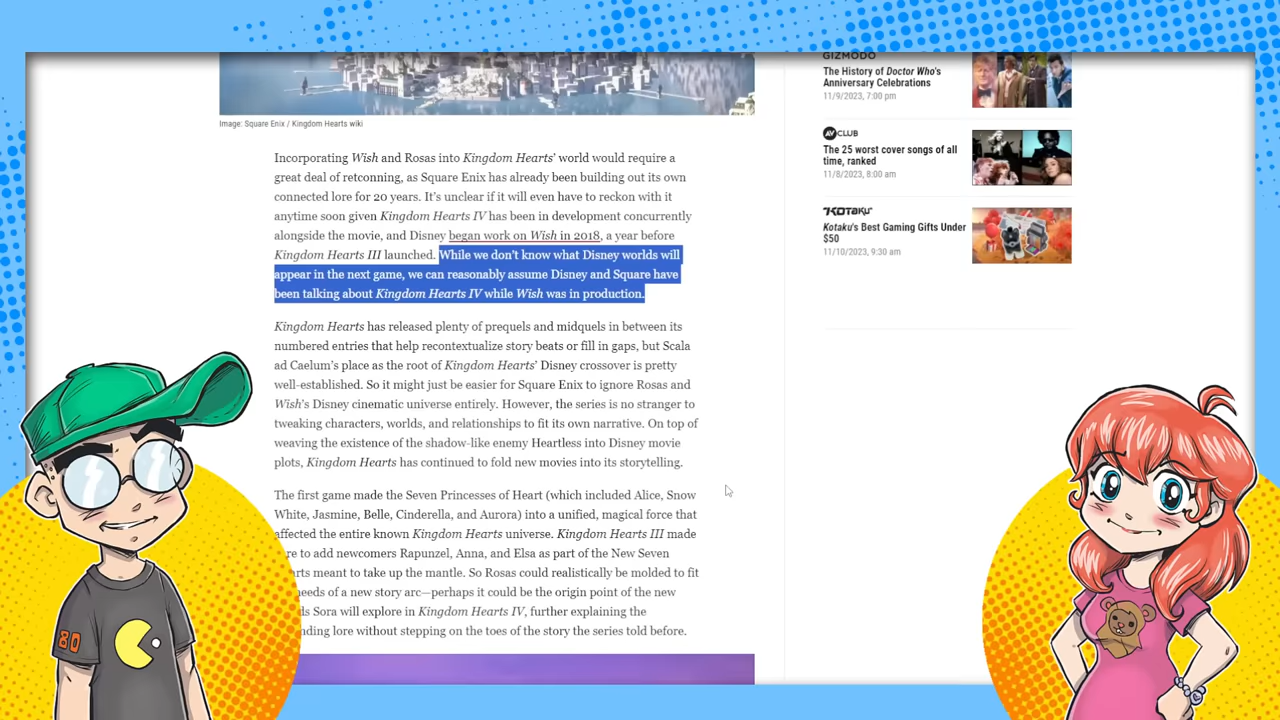 Image: Square Enix / Kingdom Hearts wiki
Incorporating Wish and Rosas into Kingdom Hearts' world would require a
great deal of retconning, as Square Enix has already been building out its own
connected lore for 20 years. It's unclear if it will even have to reckon with it
anytime soon given Kingdom Hearts IV has been in development concurrently
alongside the movie, and Disney began work on Wish in 2018, a year before
Kingdom Hearts III launched. While we don't know what Disney worlds will
appear in the next game, we can reasonably assume Disney and Square have
been talking about Kingdom Hearts IV while Wish was in production.
Kingdom Hearts has released plenty of prequels and midquels in between its
numbered entries that help recontextualize story beats or fill in gaps, but Scala
ad Caelum's place as the root of Kingdom Hearts' Disney crossover is pretty
well-established. So it might just be easier for Square Enix to ignore Rosas and
Wish's Disney cinematic universe entirely. However, the series is no stranger to
tweaking characters, worlds, and relationships to fit its own narrative. On top of
weaving the existence of the shadow-like enemy Heartless into Disney movie
plots, Kingdom Hearts has continued to fold new movies into its storytelling.
The first game made the Seven Princesses of Heart (which included Alice, Snow
White, Jasmine, Belle, Cinderella, and Aurora) into a unified, magical force that
affected the entire known Kingdom Hearts universe. Kingdom Hearts III made
re to add newcomers Rapunzel, Anna, and Elsa as part of the New Seven
arts meant to take up the mantle. So Rosas could realistically be molded to fit
needs of a new story arc—perhaps it could be the origin point of the new
ds Sora will explore in Kingdom Hearts IV, further explaining the
nding lore without stepping on the toes of the story the series told before.
GIZMODO
The History of Doctor Who's
Anniversary Celebrations
11/9/2023, 7:00 pm
AV CLUB
The 25 worst cover songs of all
time, ranked
11/8/2023, 8:00 am
KOTAKU
Kotaku's Best Gaming Gifts Under
$50
11/10/2023, 9:30 am
80